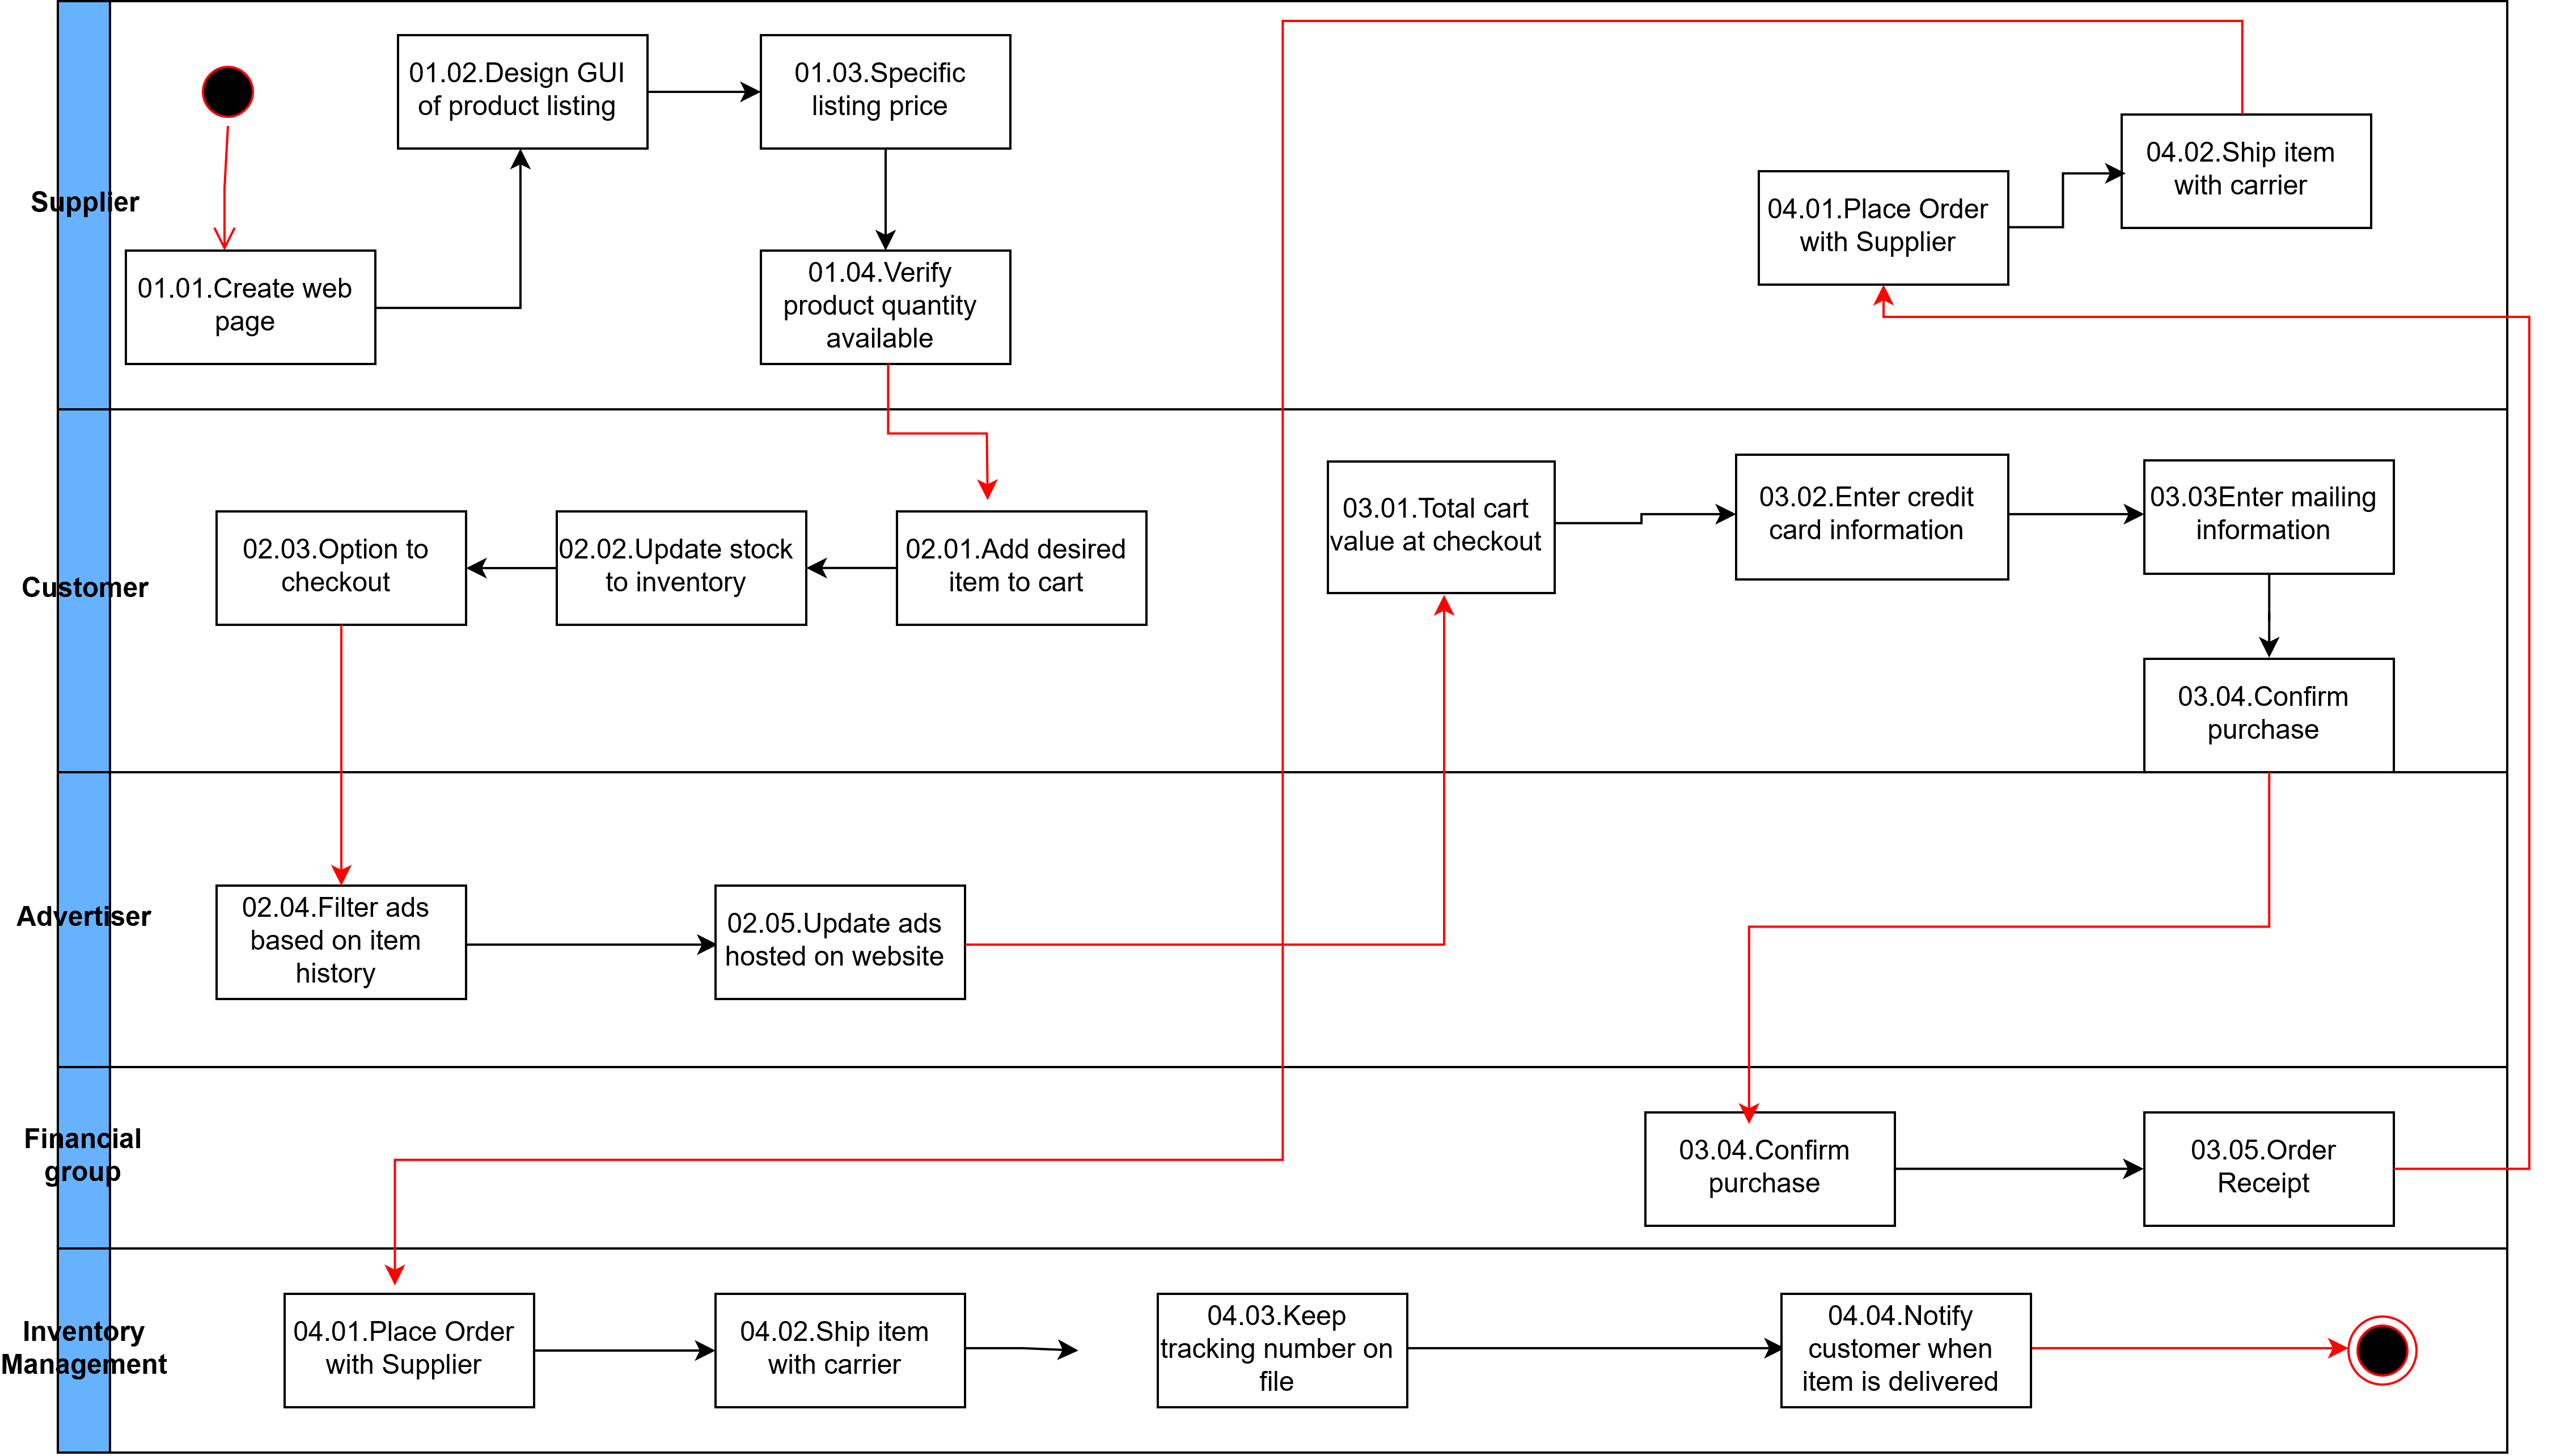 Supplier
01.01.Create web
page
01.02.Design GUI
of product listing
01.03.Specific
listing price
01.04.Verify
product quantity
available
04.01.Place Order
with Supplier
04.02.Ship item
with carrier
Customer
02.03.Option to
checkout
02.02.Update stock
to inventory
02.01.Add desired
item to cart
03.01.Total cart
value at checkout
03.02.Enter credit
card information
03.03Enter mailing
information
03.04.Confirm
purchase
Advertiser
02.04.Filter ads
based on item
history
02.05.Update ads
hosted on website
Financial
group
03.04.Confirm
purchase
03.05.Order
Receipt
Inventory
Management
04.01.Place Order
with Supplier
04.02.Ship item
with carrier
04.03.Keep
tracking number on
file
04.04.Notify
customer when
item is delivered